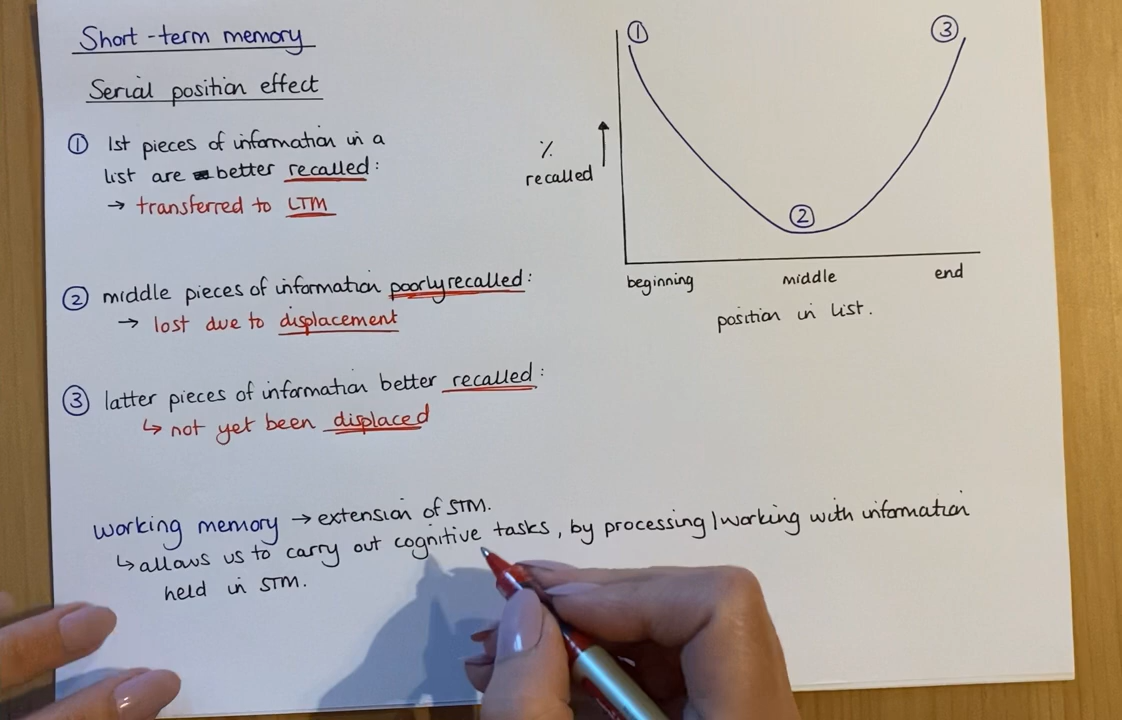 Short-term memory
Serial position effect
① 1st pieces of information in a
list are better recalled:
→ transferred to LTM
② middle pieces of information poorly recalled:
→ lost due to displacement
③ latter pieces of information better recalled:
↳ not yet been displaced
working memory → extension of STM.
↳ allows us to carry out cognitive tasks, by processing/working with information
held in STM.
① ③
%
recalled
②
beginning middle end
position in list.